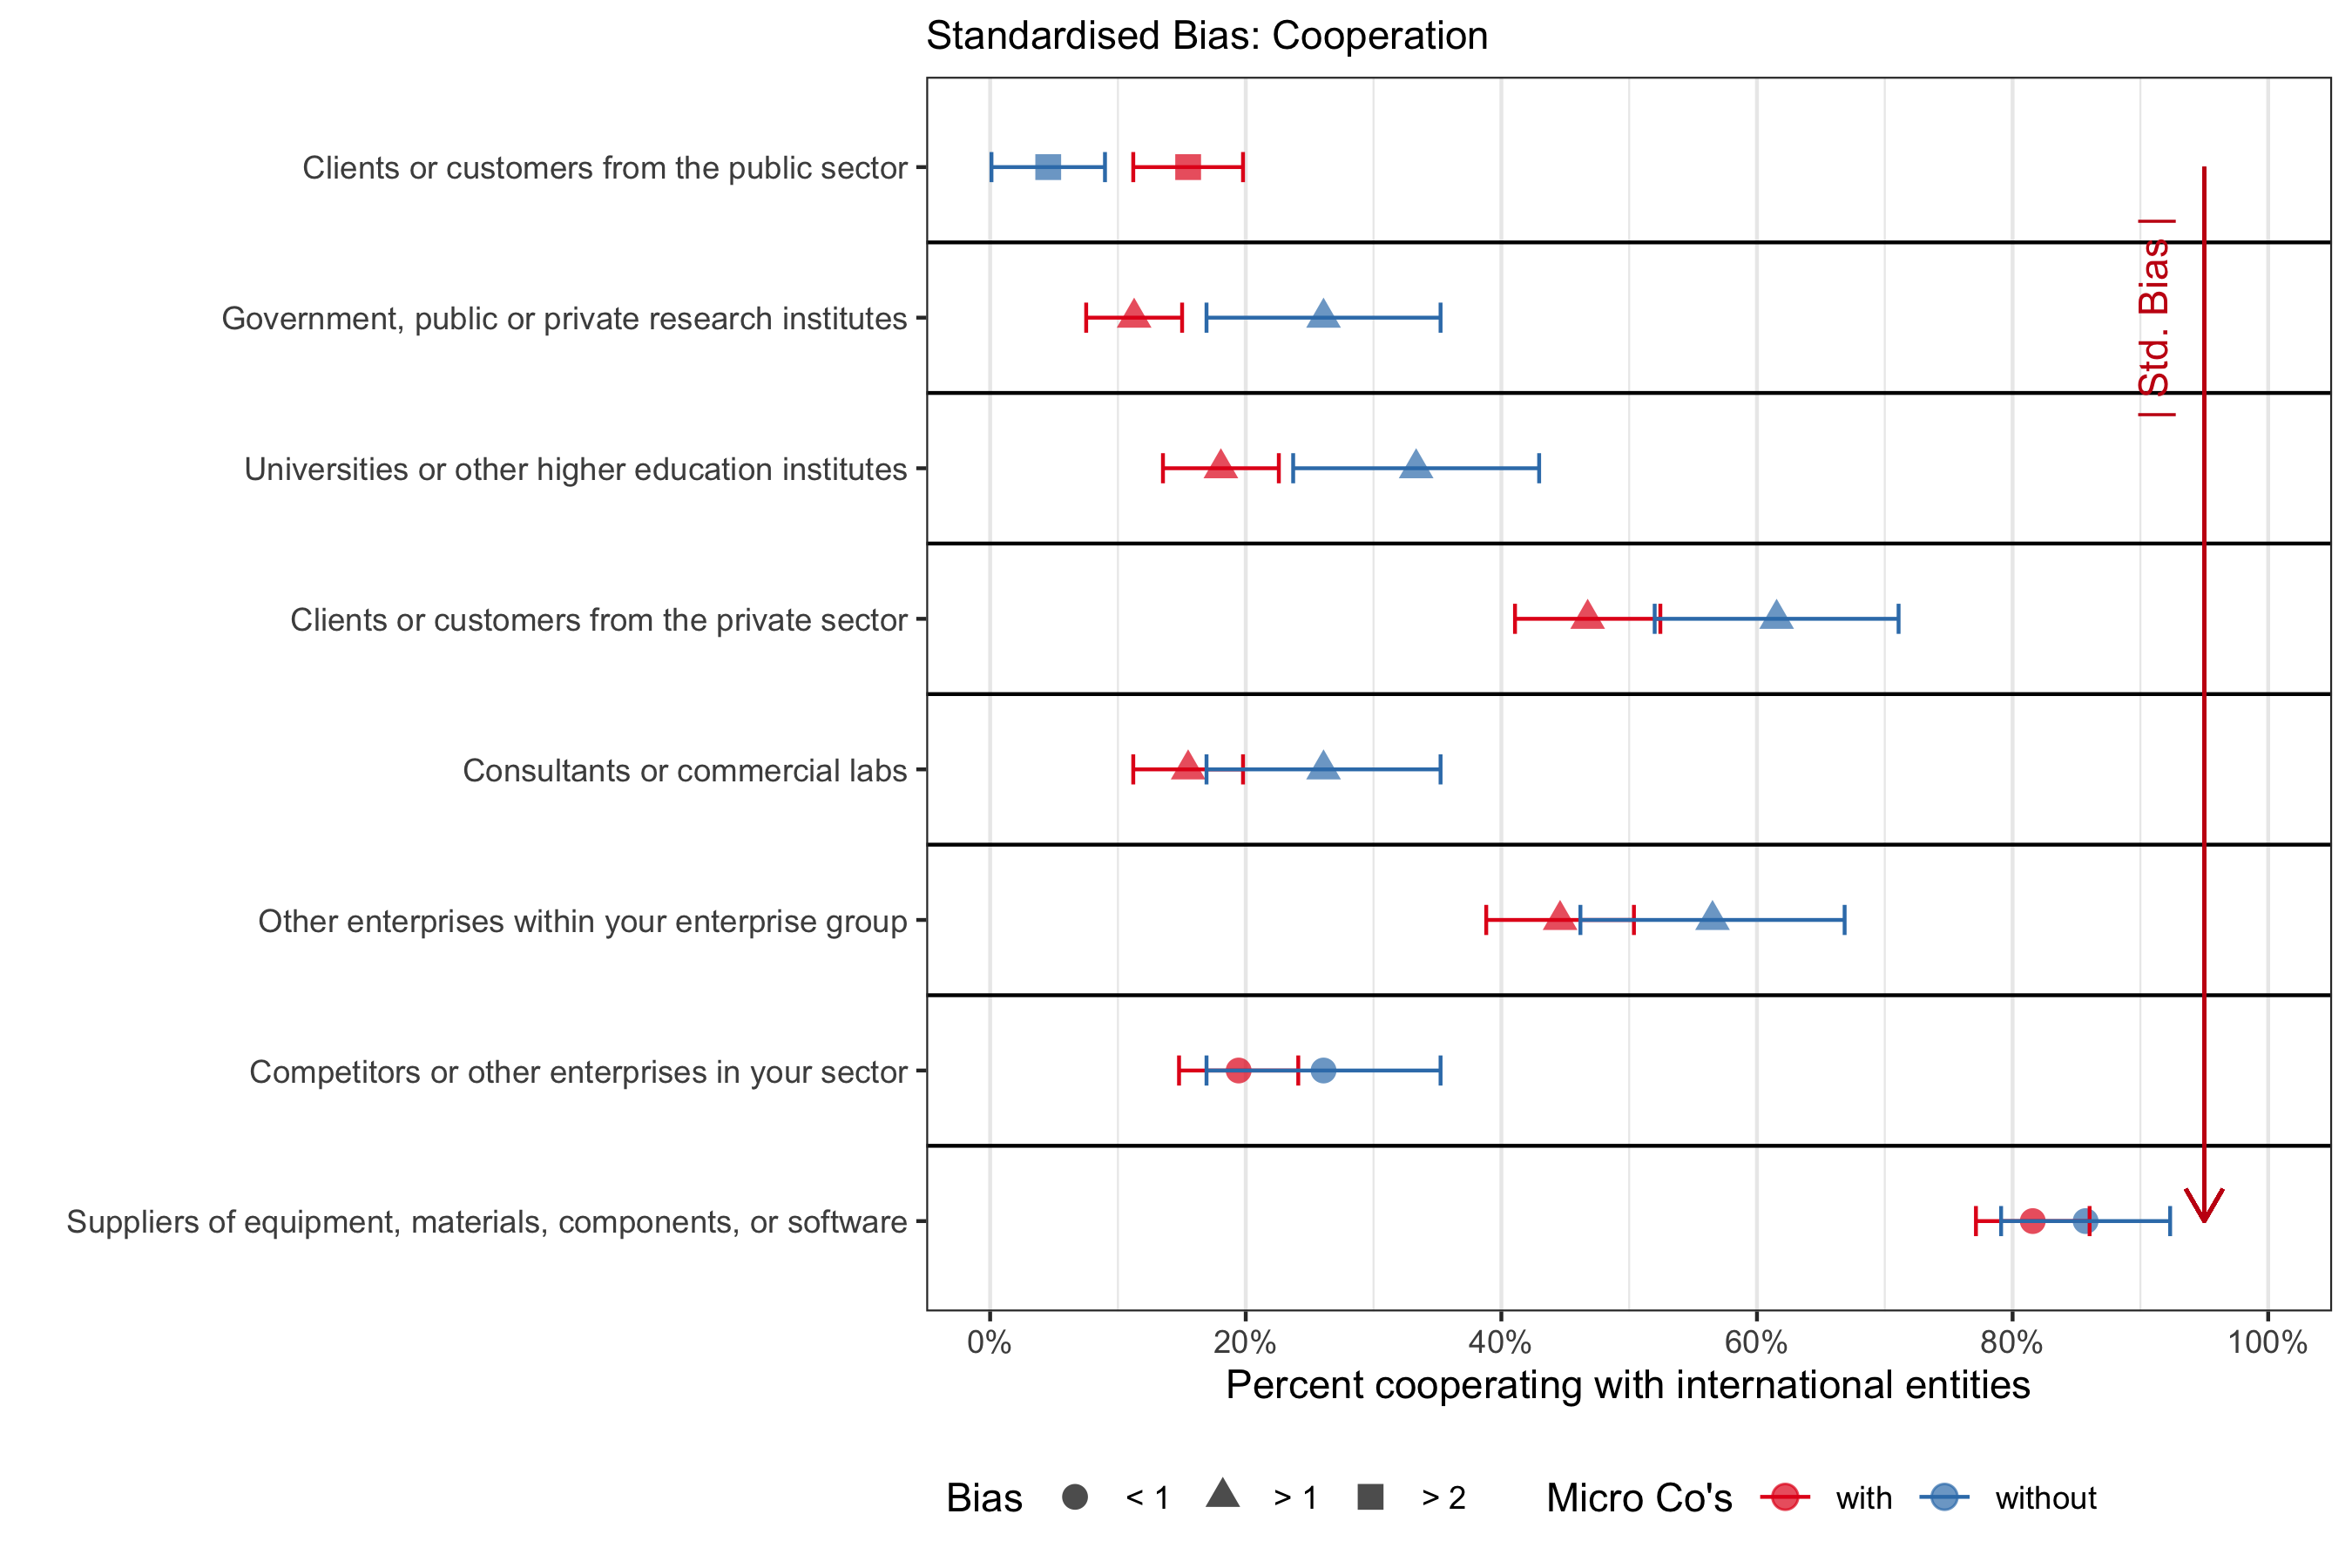 Standardised Bias: Cooperation
Clients or customers from the public sector
Government, public or private research institutes
Universities or other higher education institutes
Clients or customers from the private sector
Consultants or commercial labs
Other enterprises within your enterprise group
Competitors or other enterprises in your sector
Suppliers of equipment, materials, components, or software
| Std. Bias |
0% 20% 40% 60% 80% 100%
Percent cooperating with international entities
Bias < 1 > 1 > 2 Micro Co's with without